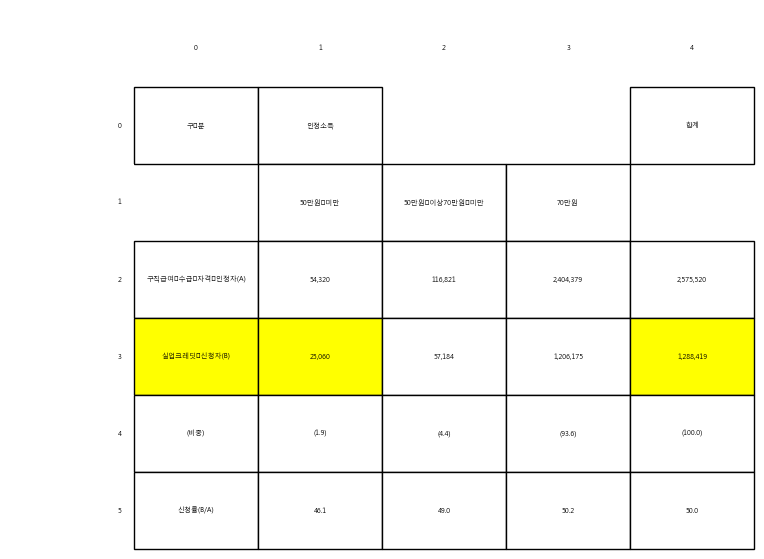 0 1 2 3 4
0 구□분 인정소득 합계
1 50만원□미만 50만원□이상70만원□미만 70만원
2 구직급여□수급□자격□인정자(A) 54,320 116,821 2,404,379 2,575,520
3 실업크레딧□신청자(B) 25,060 57,184 1,206,175 1,288,419
4 (비중) (1.9) (4.4) (93.6) (100.0)
5 신청률(B/A) 46.1 49.0 50.2 50.0